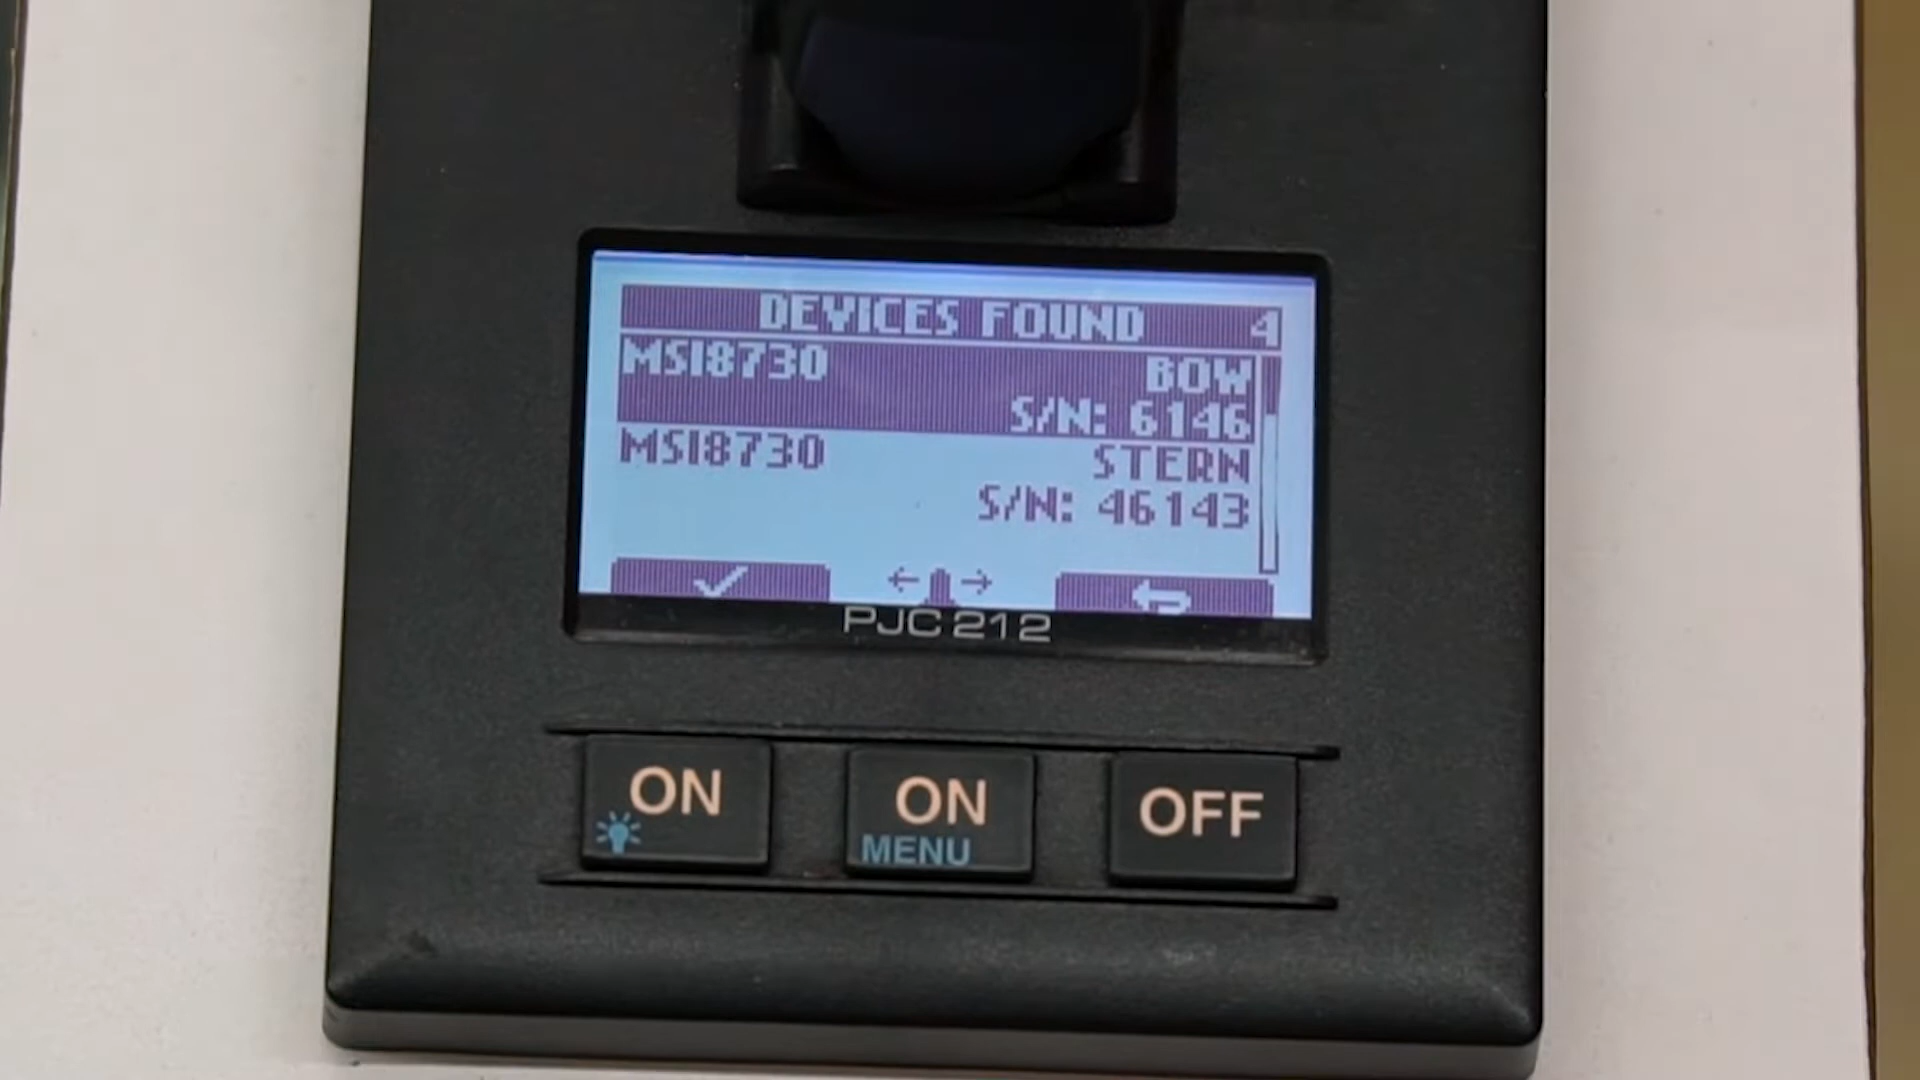 DEVICES FOUND 4
MSI8730 BOW
S/N: 6146
MSI8730 STERN
S/N: 46143
PJC 212
ON ON OFF
MENU